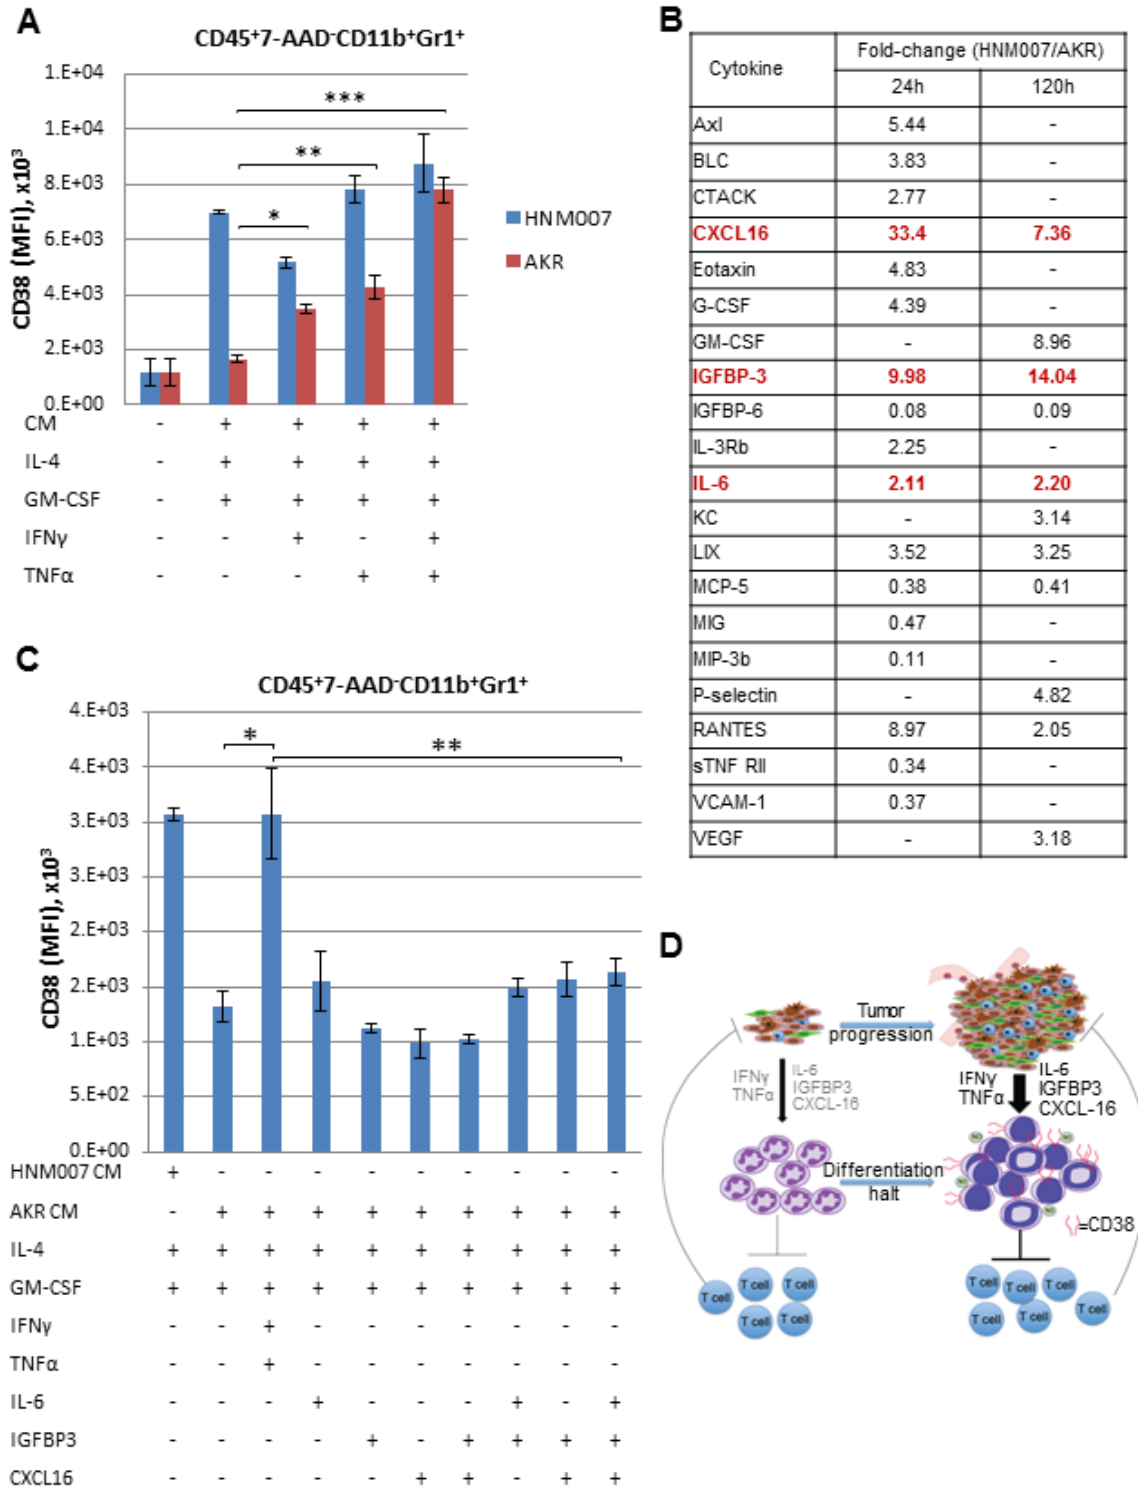 A
CD45+7-AAD-CD11b+Gr1+
1.E+04
1.E+04
8.E+03
6.E+03
4.E+03
2.E+03
0.E+00
CD38 (MFI), x10³
***
**
*
HNM007
AKR
CM - + + + +
IL-4 - + + + +
GM-CSF - + + + +
IFNγ - - + - +
TNFα - - - + +
B
Cytokine Fold-change (HNM007/AKR)
24h 120h
Axl 5.44 -
BLC 3.83 -
CTACK 2.77 -
CXCL16 33.4 7.36
Eotaxin 4.83 -
G-CSF 4.39 -
GM-CSF - 8.96
IGFBP-3 9.98 14.04
IGFBP-6 0.08 0.09
IL-3Rb 2.25 -
IL-6 2.11 2.20
KC - 3.14
LIX 3.52 3.25
MCP-5 0.38 0.41
MIG 0.47 -
MIP-3b 0.11 -
P-selectin - 4.82
RANTES 8.97 2.05
sTNF RII 0.34 -
VCAM-1 0.37 -
VEGF - 3.18
C
CD45+7-AAD-CD11b+Gr1+
4.E+03
4.E+03
3.E+03
3.E+03
2.E+03
2.E+03
1.E+03
5.E+02
0.E+00
CD38 (MFI), x10³
*
**
HNM007 CM + - - - - - - - - -
AKR CM - + + + + + + + + +
IL-4 + + + + + + + + + +
GM-CSF + + + + + + + + + +
IFNγ - - + - - - - - - -
TNFα - - + - - - - - - -
IL-6 - - - + - - - + - +
IGFBP3 - - - - + - + + + +
CXCL16 - - - - - + + - + +
D
Tumor
progression
IFNγ
TNFα
IL-6
IGFBP3
CXCL-16
IFNγ
TNFα
IL-6
IGFBP3
CXCL-16
Differentiation
halt
=CD38
T cell
T cell
T cell
T cell
T cell
T cell
T cell
T cell
T cell
T cell
T cell